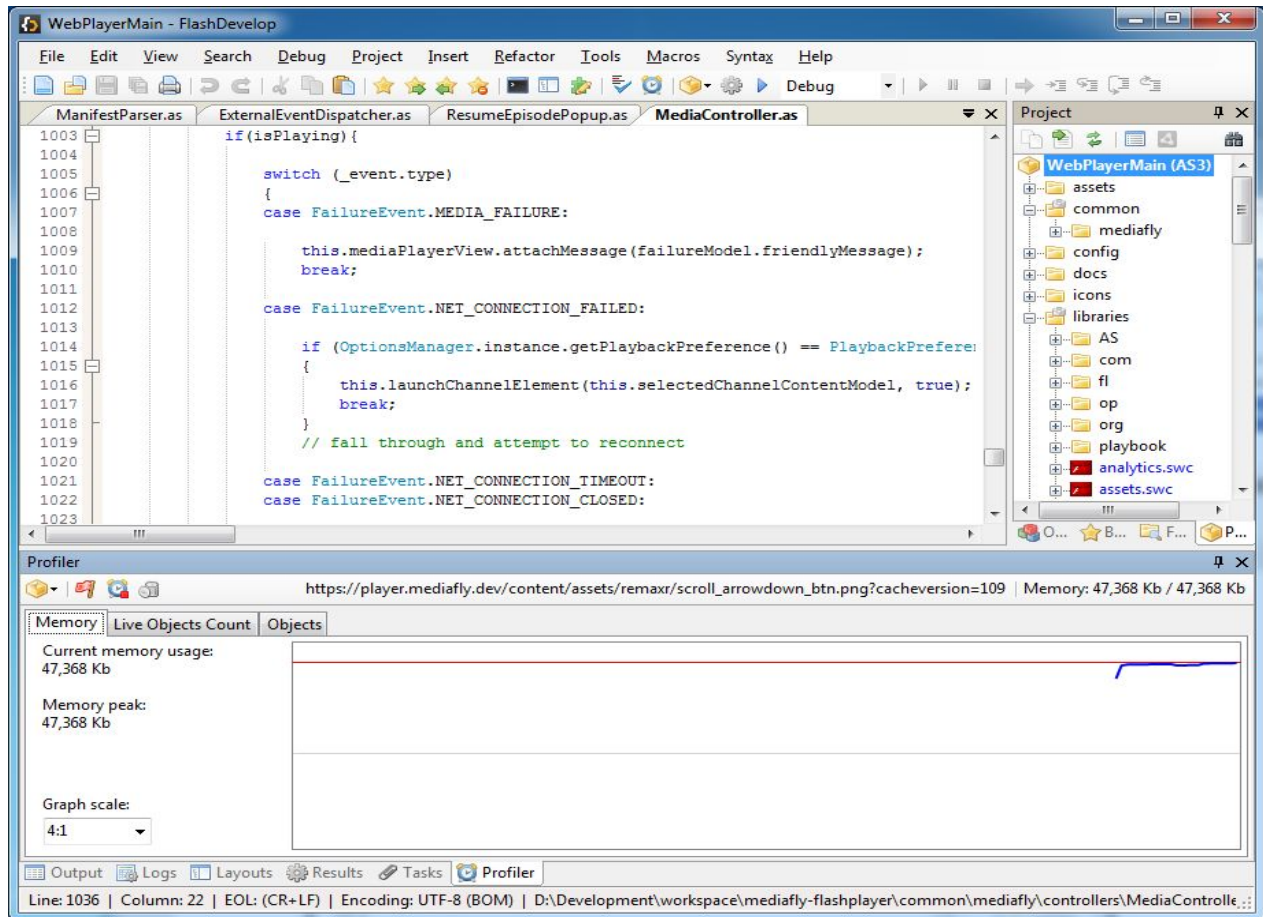 WebPlayerMain - FlashDevelop
File Edit View Search Debug Project Insert Refactor Tools Macros Syntax Help
Debug
ManifestParser.as ExternalEventDispatcher.as ResumeEpisodePopup.as MediaController.as
1003 if(isPlaying){
1004
1005 switch (_event.type)
1006 {
1007 case FailureEvent.MEDIA_FAILURE:
1008
1009 this.mediaPlayerView.attachMessage(failureModel.friendlyMessage);
1010 break;
1011
1012 case FailureEvent.NET_CONNECTION_FAILED:
1013
1014 if (OptionsManager.instance.getPlaybackPreference() == PlaybackPreferen
1015 {
1016 this.launchChannelElement(this.selectedChannelContentModel, true);
1017 break;
1018 }
1019 // fall through and attempt to reconnect
1020
1021 case FailureEvent.NET_CONNECTION_TIMEOUT:
1022 case FailureEvent.NET_CONNECTION_CLOSED:
1023
Project
WebPlayerMain (AS3)
assets
common
mediafly
config
docs
icons
libraries
AS
com
fl
op
org
playbook
analytics.swc
assets.swc
O... B... F... P...
Profiler
https://player.mediafly.dev/content/assets/remaxr/scroll_arrowdown_btn.png?cacheversion=109 Memory: 47,368 Kb / 47,368 Kb
Memory Live Objects Count Objects
Current memory usage:
47,368 Kb
Memory peak:
47,368 Kb
Graph scale:
4:1
Output Logs Layouts Results Tasks Profiler
Line: 1036 | Column: 22 | EOL: (CR+LF) | Encoding: UTF-8 (BOM) | D:\Development\workspace\mediafly-flashplayer\common\mediafly\controllers\MediaControlle